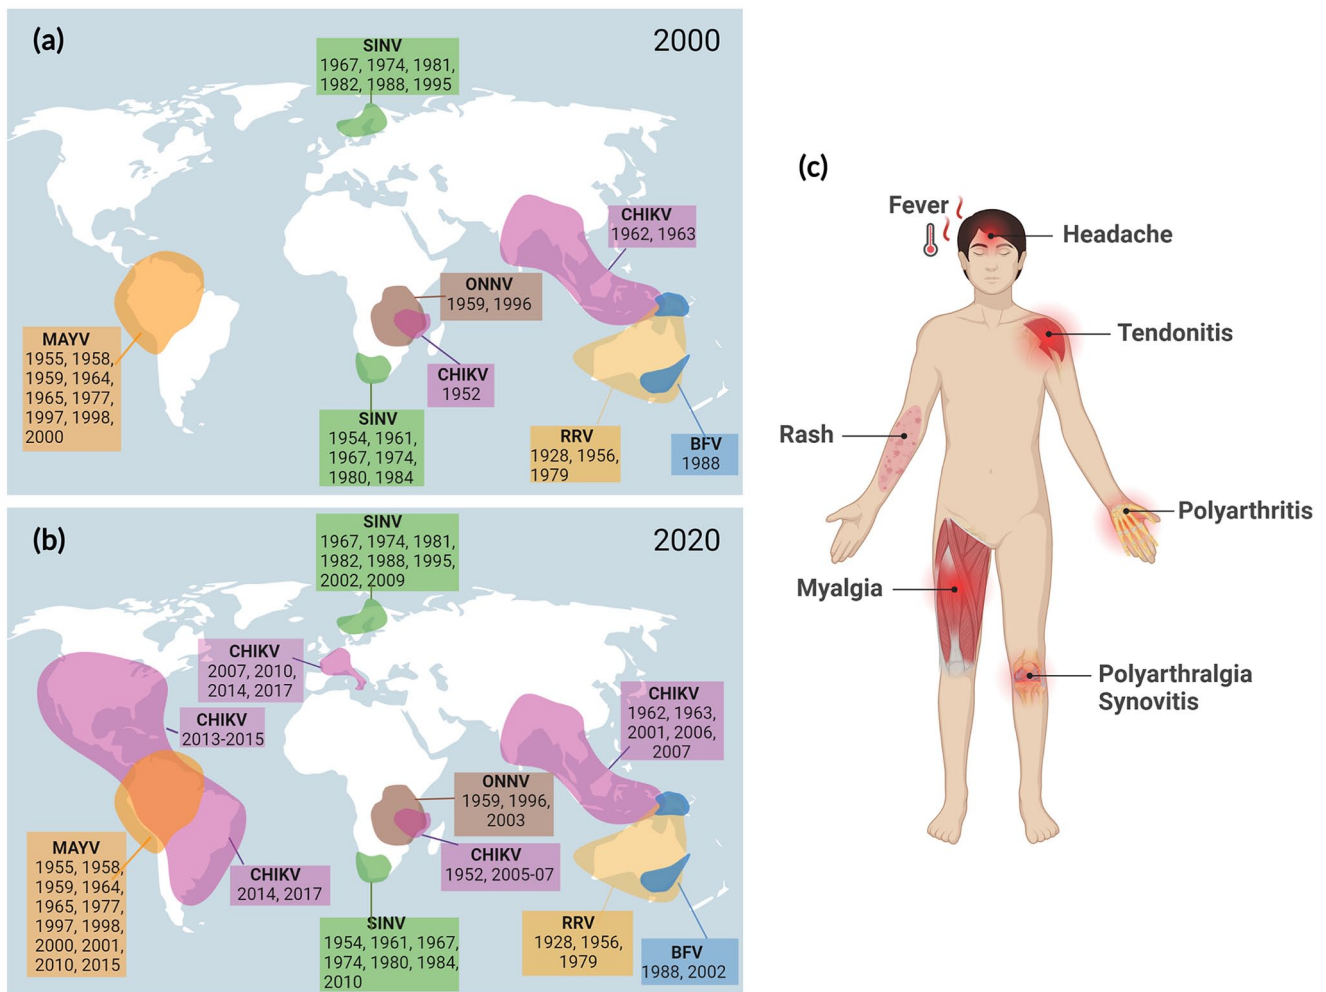 (a)
2000
SINV
1967, 1974, 1981,
1982, 1988, 1995
CHIKV
1962, 1963
ONNV
1959, 1996
MAYV
1955, 1958,
1959, 1964,
1965, 1977,
1997, 1998,
2000
CHIKV
1952
SINV
1954, 1961,
1967, 1974,
1980, 1984
RRV
1928, 1956,
1979
BFV
1988
(b)
2020
SINV
1967, 1974, 1981,
1982, 1988, 1995,
2002, 2009
CHIKV
2007, 2010,
2014, 2017
CHIKV
2013-2015
CHIKV
1962, 1963,
2001, 2006,
2007
ONNV
1959, 1996,
2003
MAYV
1955, 1958,
1959, 1964,
1965, 1977,
1997, 1998,
2000, 2001,
2010, 2015
CHIKV
2014, 2017
CHIKV
1952, 2005-07
SINV
1954, 1961, 1967,
1974, 1980, 1984,
2010
RRV
1928, 1956,
1979
BFV
1988, 2002
(c)
Fever
Headache
Tendonitis
Rash
Polyarthritis
Myalgia
Polyarthralgia
Synovitis